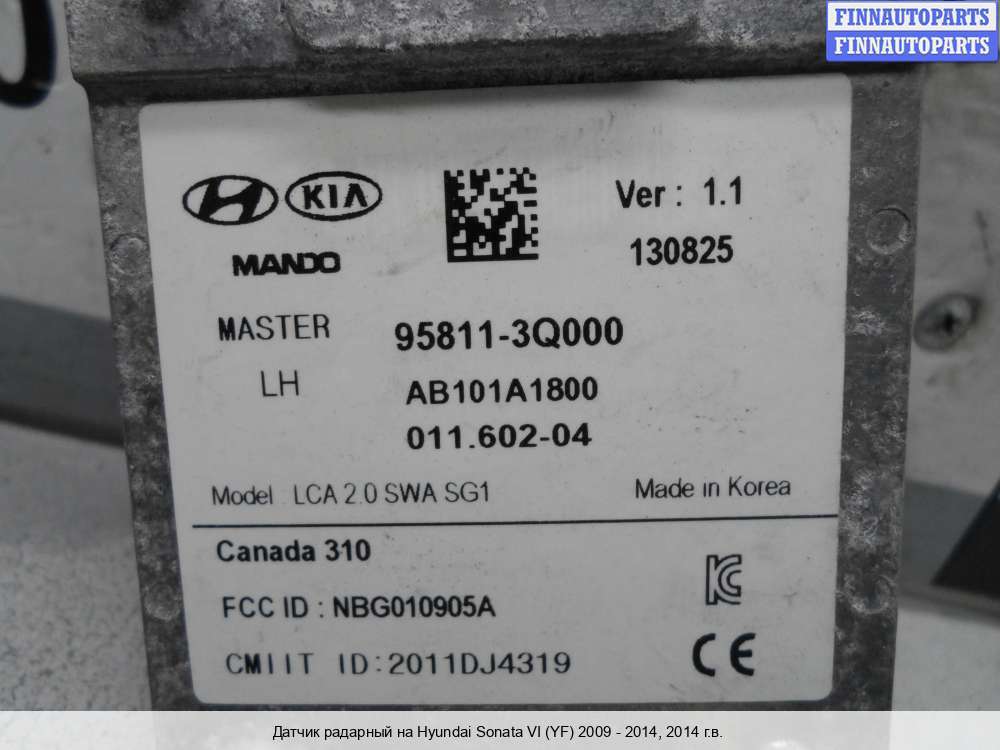 FINNAUTOPARTS
FINNAUTOPARTS
KIA
MANDO
Ver : 1.1
130825
MASTER 95811-3Q000
LH AB101A1800
011.602-04
Model : LCA 2.0 SWA SG1 Made in Korea
Canada 310
FCC ID : NBG010905A
CMIIT ID:2011DJ4319
CE
Датчик радарный на Hyundai Sonata VI (YF) 2009 - 2014, 2014 г.в.